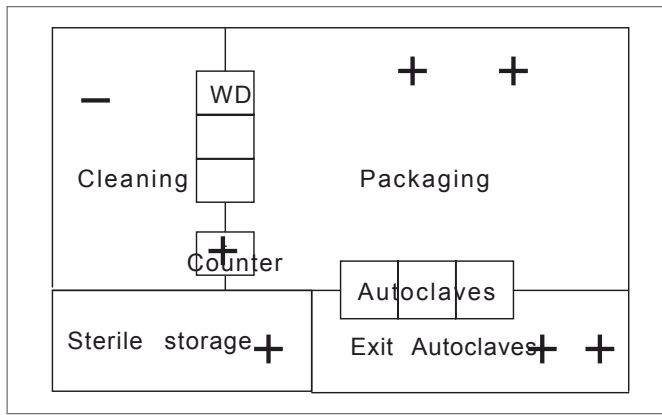 + +
− WD
Cleaning Packaging
+
Counter
Autoclaves
Sterile storage + Exit Autoclaves + +